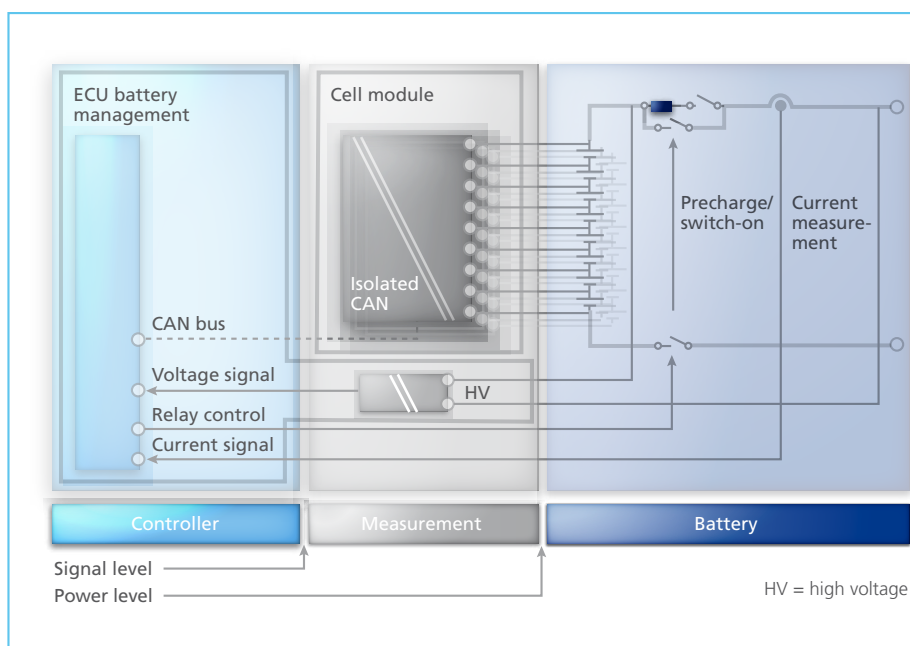 ECU battery
management
Cell module
Isolated
CAN
Precharge/
switch-on
Current
measure-
ment
CAN bus
Voltage signal
HV
Relay control
Current signal
Controller
Measurement
Battery
Signal level
Power level
HV = high voltage